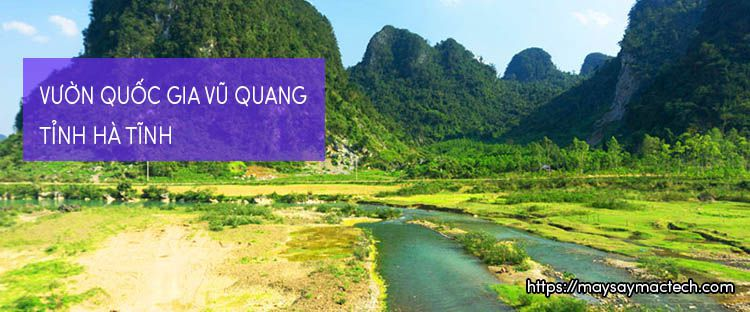 VƯỜN QUỐC GIA VŨ QUANG
TỈNH HÀ TĨNH
https://maysaymactech.com